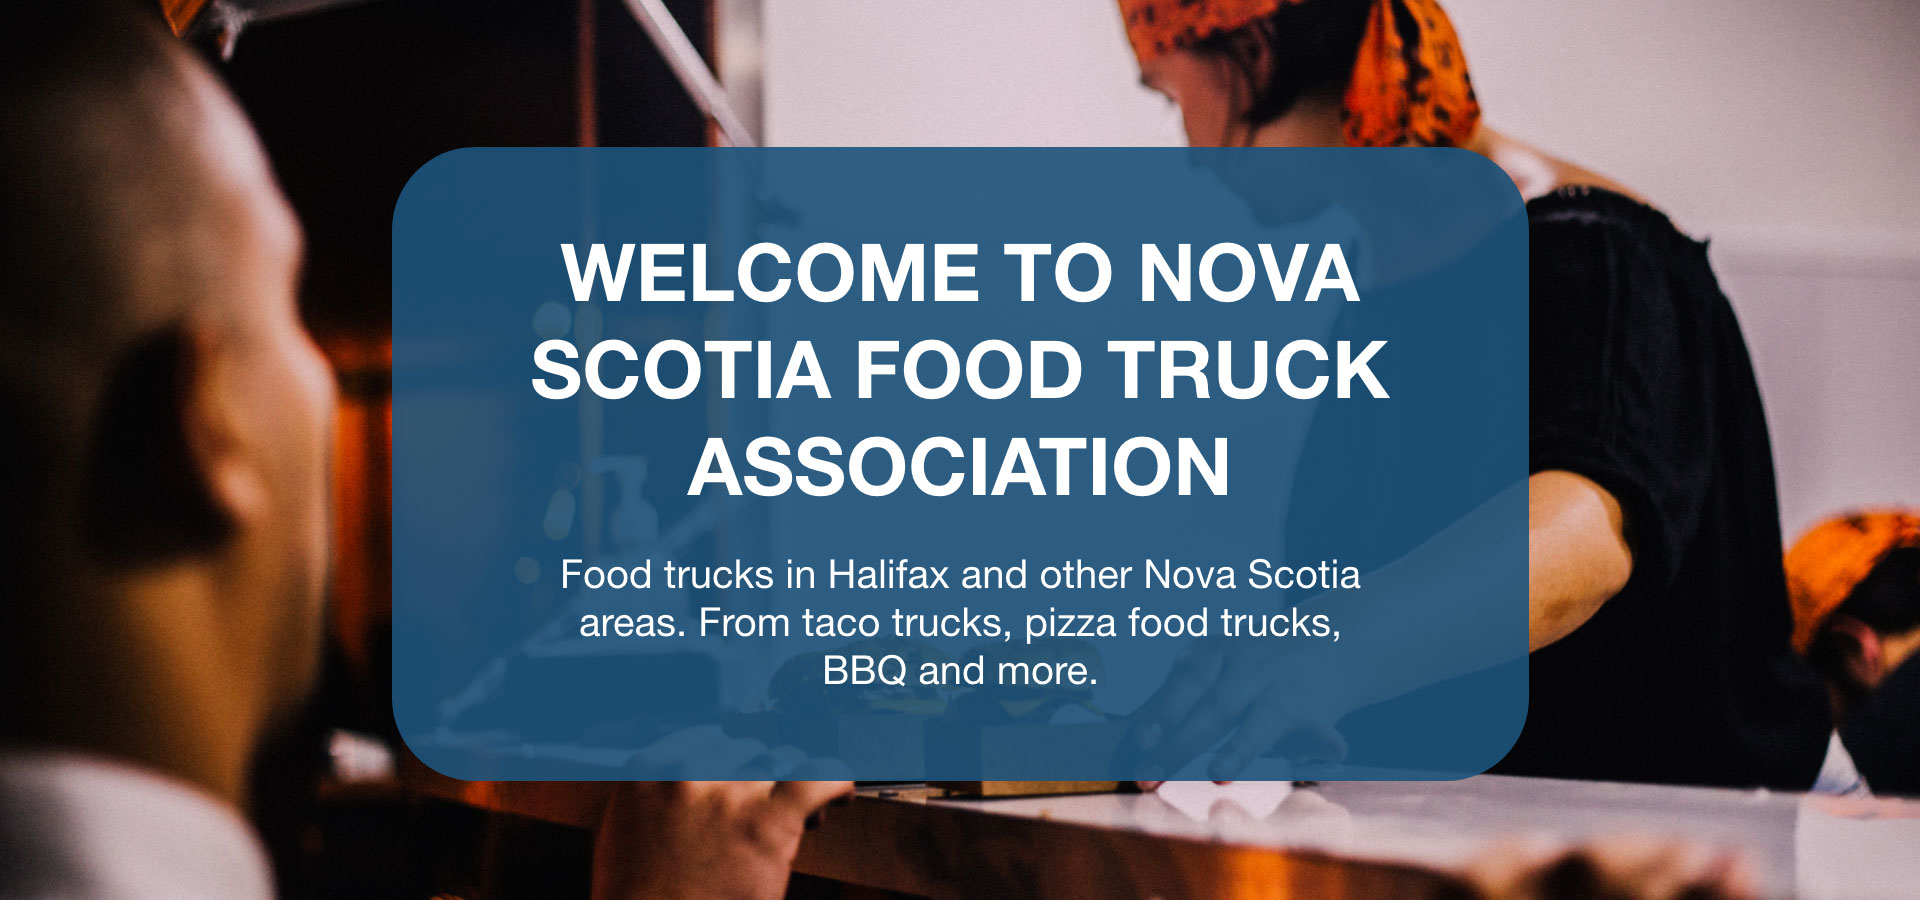 WELCOME TO NOVA
SCOTIA FOOD TRUCK
ASSOCIATION
Food trucks in Halifax and other Nova Scotia
areas. From taco trucks, pizza food trucks,
BBQ and more.